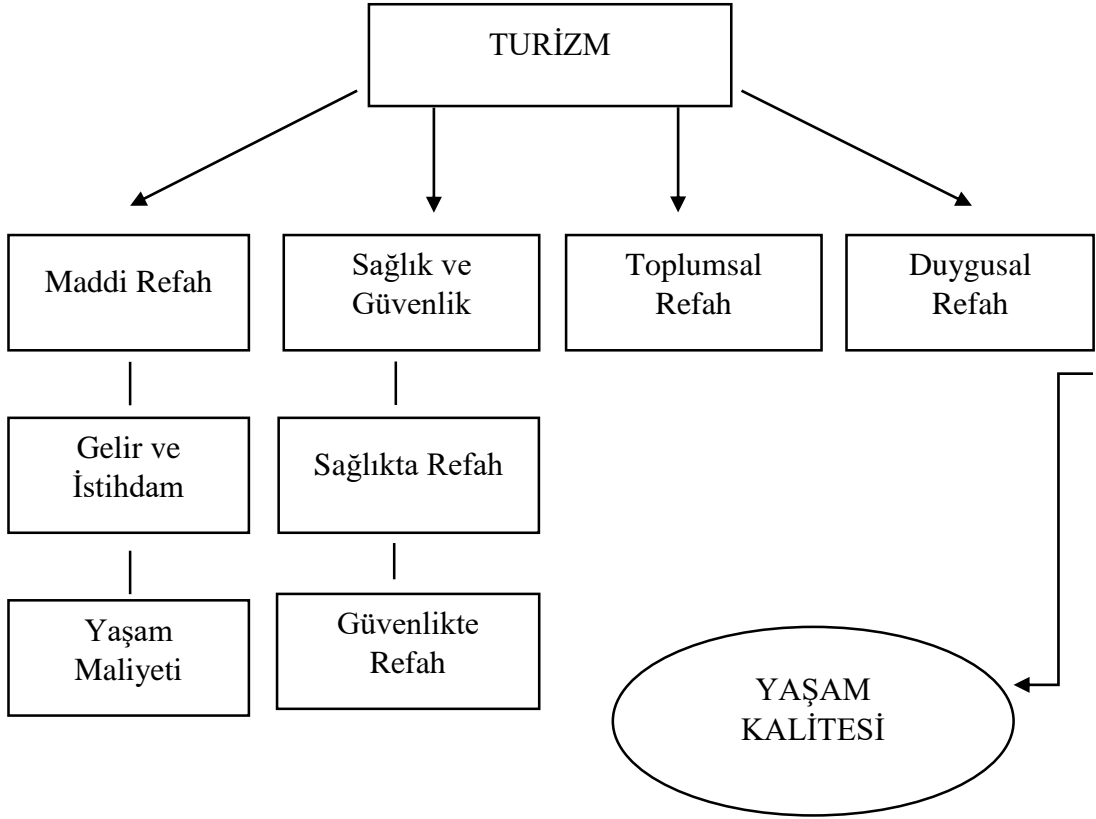 TURİZM
Maddi Refah
Sağlık ve
Güvenlik
Toplumsal
Refah
Duygusal
Refah
Gelir ve
İstihdam
Sağlıkta Refah
Yaşam
Maliyeti
Güvenlikte
Refah
YAŞAM
KALİTESİ